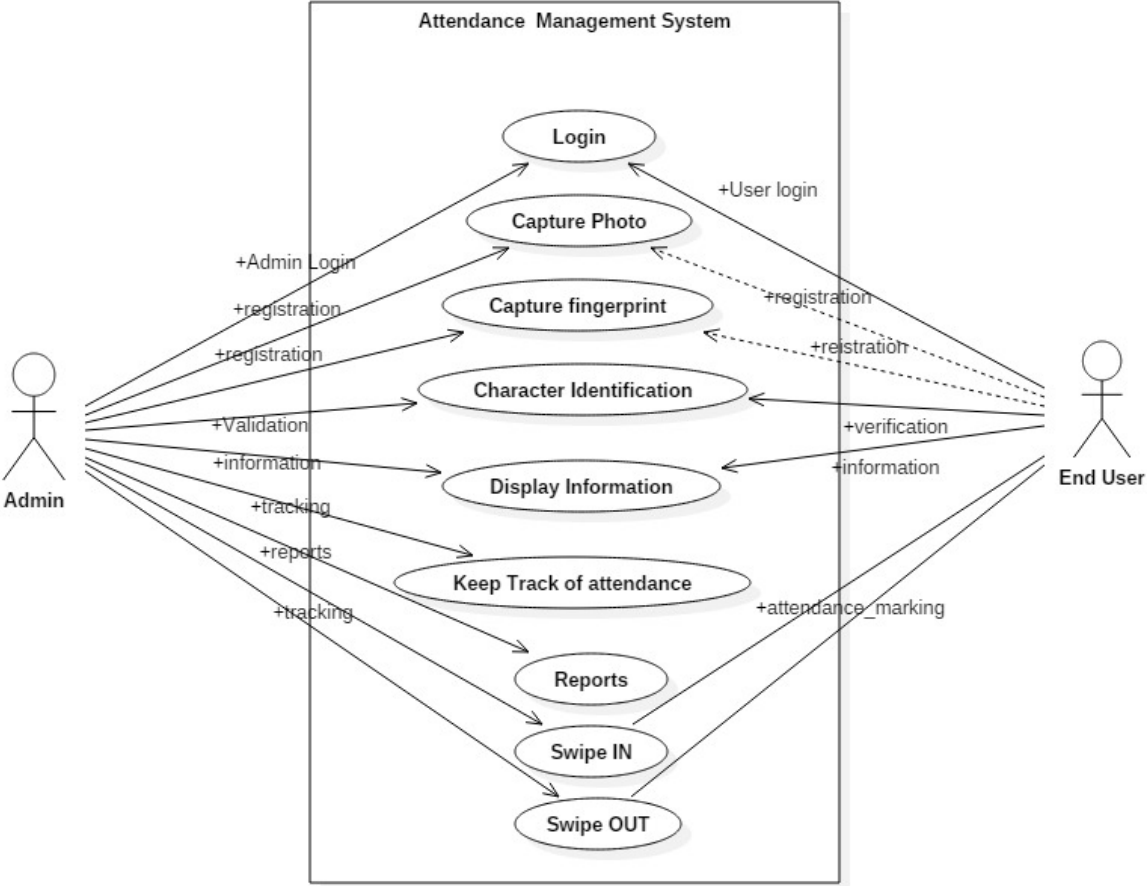 Attendance  Management System
Login
+User login
Capture Photo
+Admin Login
+registration
+registration
Capture fingerprint
+registration
+reistration
Character Identification
+Validation
+verification
+information
+information
Display Information
Admin
End User
+tracking
+reports
Keep Track of attendance
+tracking
+attendance_marking
Reports
Swipe IN
Swipe OUT